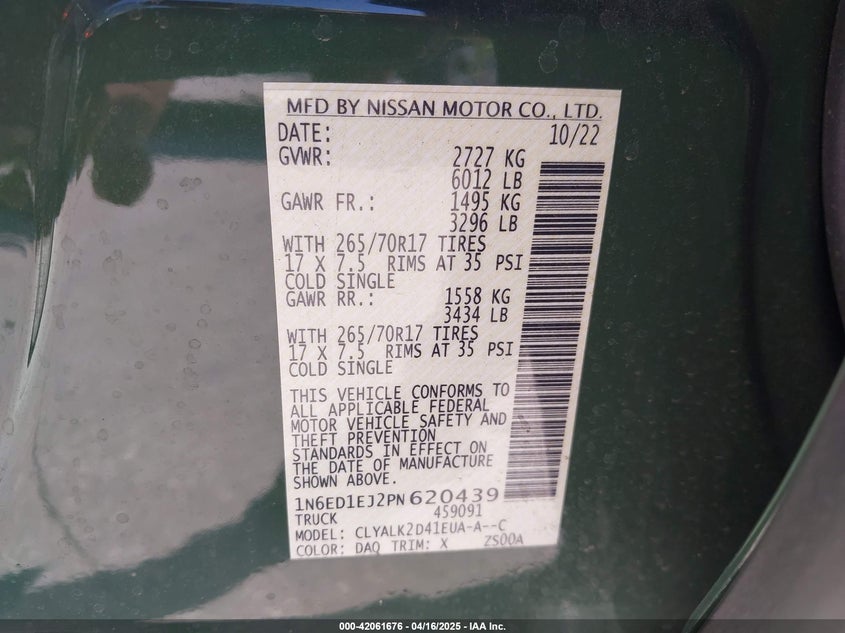 MFD BY NISSAN MOTOR CO., LTD.
DATE: 10/22
GVWR: 2727 KG
6012 LB
GAWR FR.: 1495 KG
3296 LB
WITH 265/70R17 TIRES
17 X 7.5 RIMS AT 35 PSI
COLD SINGLE
GAWR RR.: 1558 KG
3434 LB
WITH 265/70R17 TIRES
17 X 7.5 RIMS AT 35 PSI
COLD SINGLE
THIS VEHICLE CONFORMS TO
ALL APPLICABLE FEDERAL
MOTOR VEHICLE SAFETY AND
THEFT PREVENTION
STANDARDS IN EFFECT ON
THE DATE OF MANUFACTURE
SHOWN ABOVE.
1N6ED1EJ2PN620439
TRUCK 459091
MODEL: CLYALK2D41EUA-A--C
COLOR: DAQ TRIM: X ZS00A
000-42061676 - 04/16/2025 - IAA Inc.